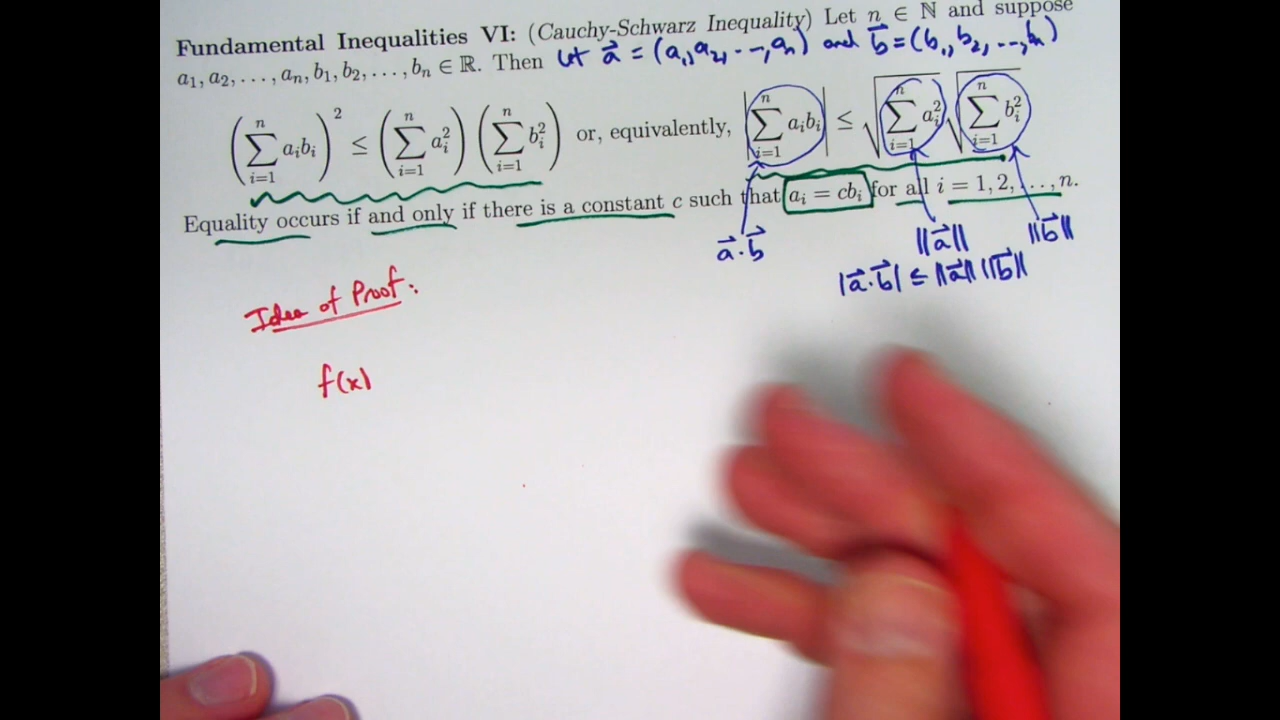 Fundamental Inequalities VI: (Cauchy-Schwarz Inequality) Let n ∈ ℕ and suppose
a₁, a₂, . . . , aₙ, b₁, b₂, . . . , bₙ ∈ ℝ. Then Let a⃗ = (a₁, a₂, ..., aₙ) and b⃗ = (b₁, b₂, ..., bₙ)
(∑ᵢ₌₁ⁿ aᵢbᵢ)² ≤ (∑ᵢ₌₁ⁿ aᵢ²) (∑ᵢ₌₁ⁿ bᵢ²) or, equivalently, |∑ᵢ₌₁ⁿ aᵢbᵢ| ≤ √(∑ᵢ₌₁ⁿ aᵢ²) √(∑ᵢ₌₁ⁿ bᵢ²)
Equality occurs if and only if there is a constant c such that aᵢ = cbᵢ for all i = 1, 2, . . . , n.
a⃗ · b⃗ ||a⃗|| ||b⃗||
|a⃗ · b⃗| ≤ ||a⃗|| ||b⃗||
Idea of Proof:
f(x)